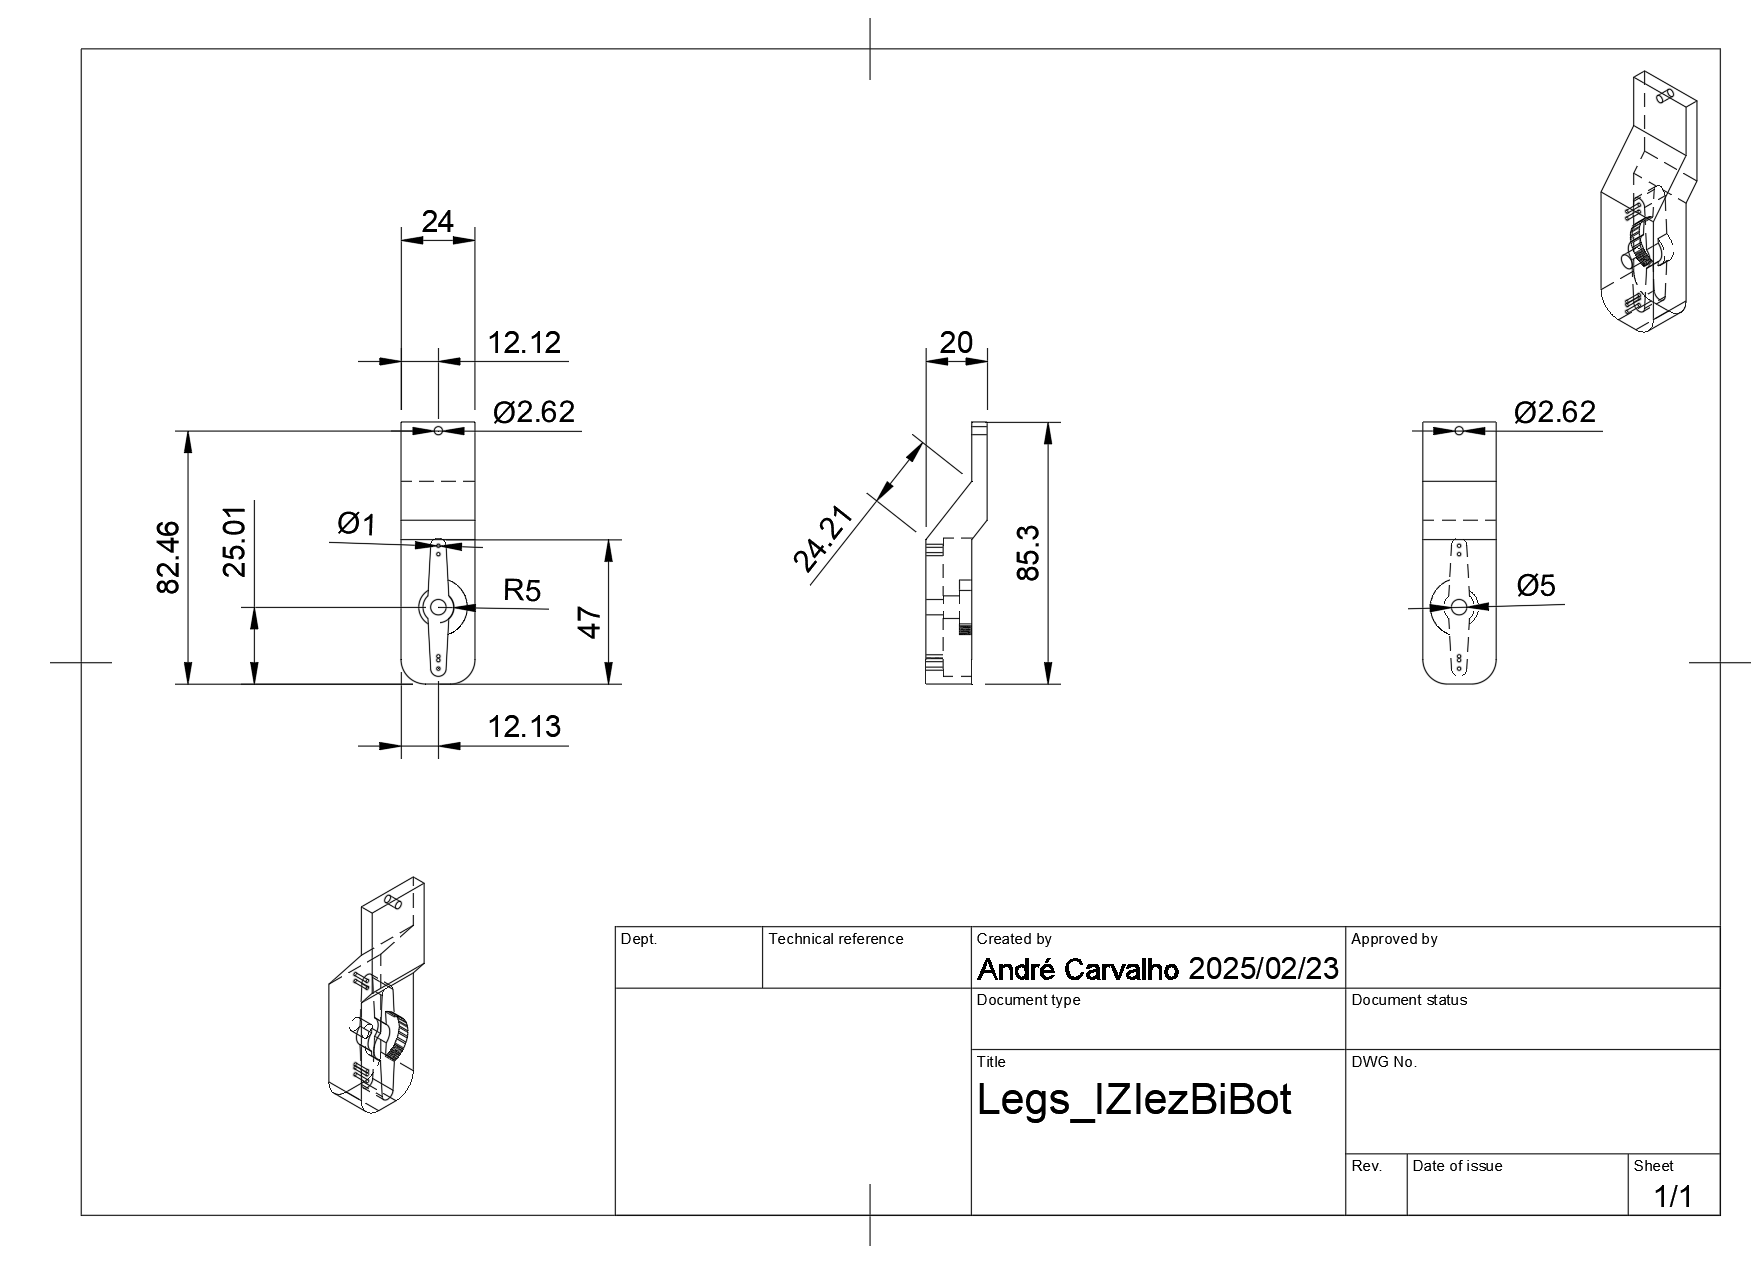 24
12.12
20
Ø2.62
Ø2.62
Ø1
25.01
82.46
24.21
85.3
R5
47
Ø5
12.13
Dept.
Technical reference
Created by
André Carvalho 2025/02/23
Approved by
Document type
Document status
Title
Legs_IZIezBiBot
DWG No.
Rev.
Date of issue
Sheet
1/1